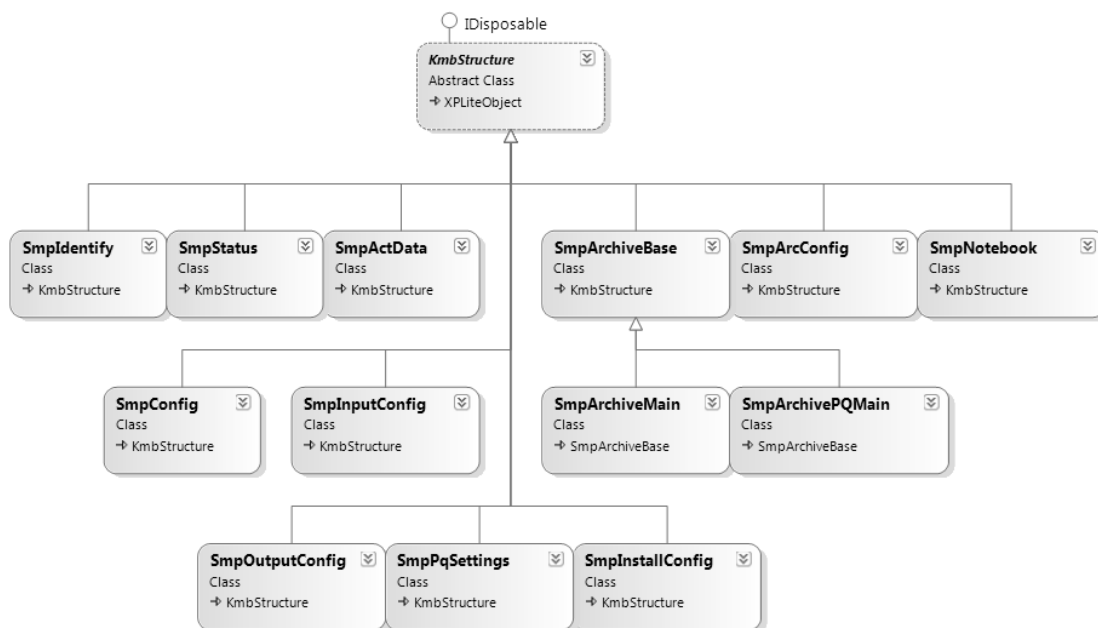 IDisposable
KmbStructure
Abstract Class
XPLiteObject
SmpIdentify
Class
KmbStructure
SmpStatus
Class
KmbStructure
SmpActData
Class
KmbStructure
SmpArchiveBase
Class
KmbStructure
SmpArcConfig
Class
KmbStructure
SmpNotebook
Class
KmbStructure
SmpConfig
Class
KmbStructure
SmpInputConfig
Class
KmbStructure
SmpArchiveMain
Class
SmpArchiveBase
SmpArchivePQMain
Class
SmpArchiveBase
SmpOutputConfig
Class
KmbStructure
SmpPqSettings
Class
KmbStructure
SmpInstallConfig
Class
KmbStructure